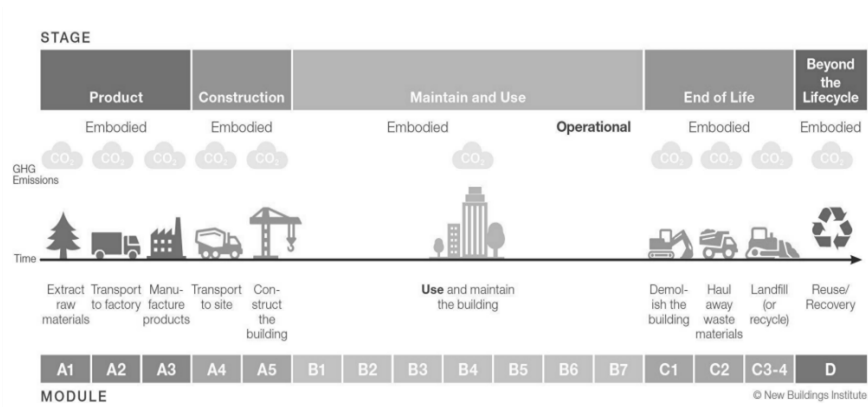 STAGE
Product
Construction
Maintain and Use
End of Life
Beyond
the
Lifecycle
Embodied
Embodied
Embodied
Operational
Embodied
Embodied
GHG
Emissions
CO₂
CO₂
CO₂
CO₂
CO₂
CO₂
CO₂
CO₂
CO₂
CO₂
Time
Extract
raw
materials
Transport
to factory
Manu-
facture
products
Transport
to site
Con-
struct
the
building
Use and maintain
the building
Demol-
ish the
building
Haul
away
waste
materials
Landfill
(or
recycle)
Reuse/
Recovery
A1 A2 A3 A4 A5 B1 B2 B3 B4 B5 B6 B7 C1 C2 C3-4 D
MODULE
© New Buildings Institute